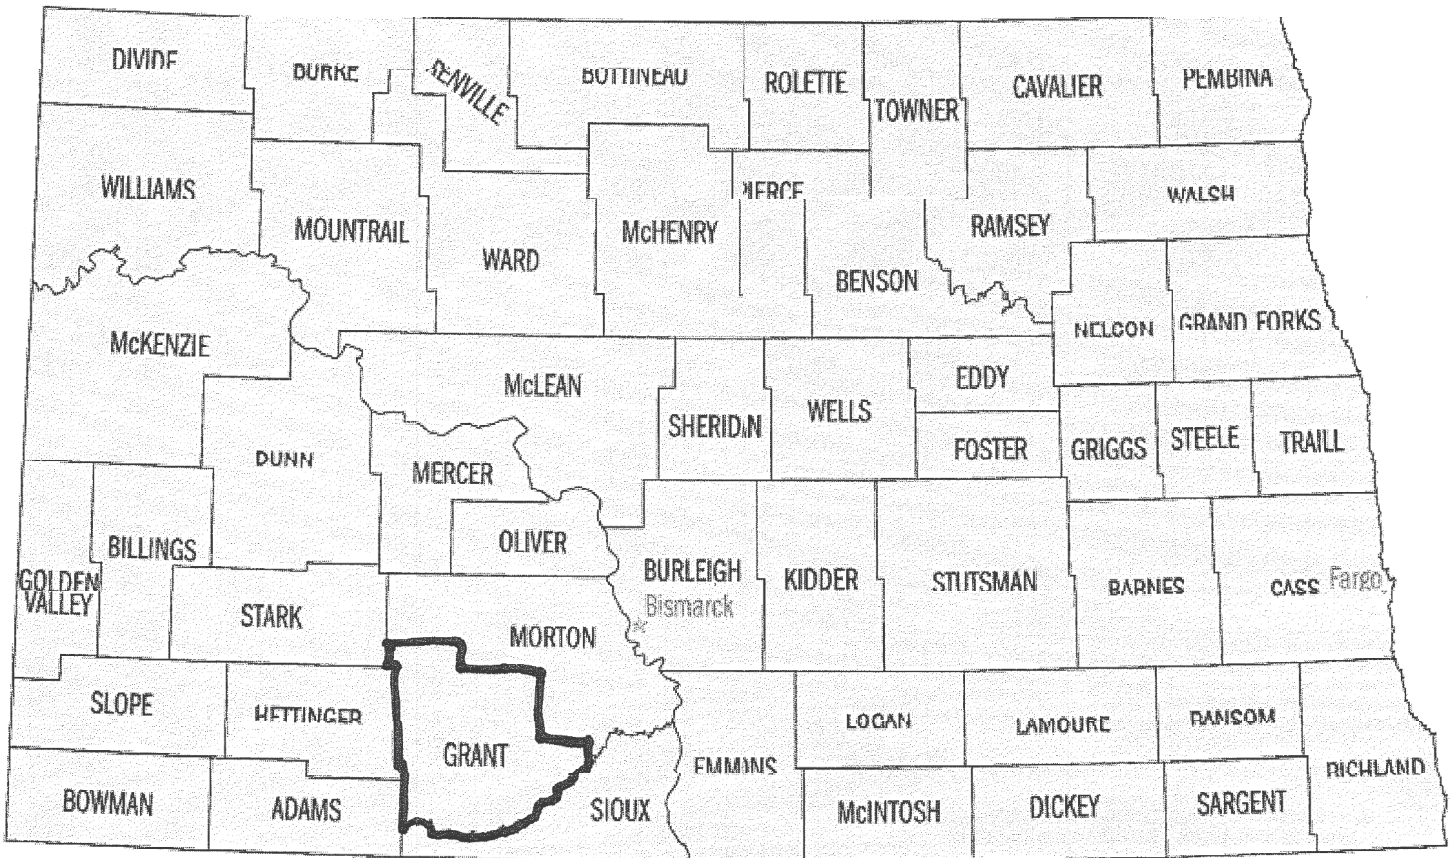 DIVIDE
BURKE
RENVILLE
BOTTINEAU
ROLETTE
TOWNER
CAVALIER
PEMBINA
WILLIAMS
MOUNTRAIL
WARD
McHENRY
PIERCE
BENSON
RAMSEY
WALSH
McKENZIE
McLEAN
SHERIDAN
WELLS
EDDY
FOSTER
NELSON
GRAND FORKS
DUNN
MERCER
OLIVER
GRIGGS
STEELE
TRAILL
BILLINGS
GOLDEN
VALLEY
STARK
MORTON
BURLEIGH
Bismarck
KIDDER
STUTSMAN
BARNES
CASS Fargo
SLOPE
HETTINGER
GRANT
EMMONS
LOGAN
LAMOURE
RANSOM
RICHLAND
BOWMAN
ADAMS
SIOUX
McINTOSH
DICKEY
SARGENT